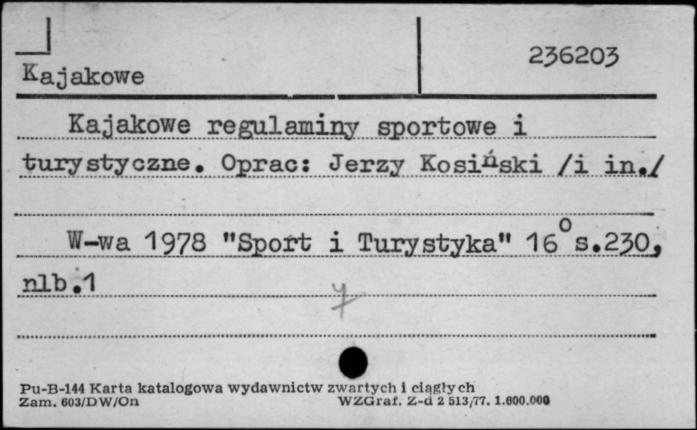 236203
Kajakowe
Kajakowe regulaminy sportowe i
turystyczne. Oprac: Jerzy Kosiński /i in./
W-wa 1978 "Sport i Turystyka" 16° s.230,
nlb.1
Pu-B-144 Karta katalogowa wydawnictw zwartych i ciągłych
Zam. 603/DW/On WZGraf. Z-d 2 513/77. 1.600.000